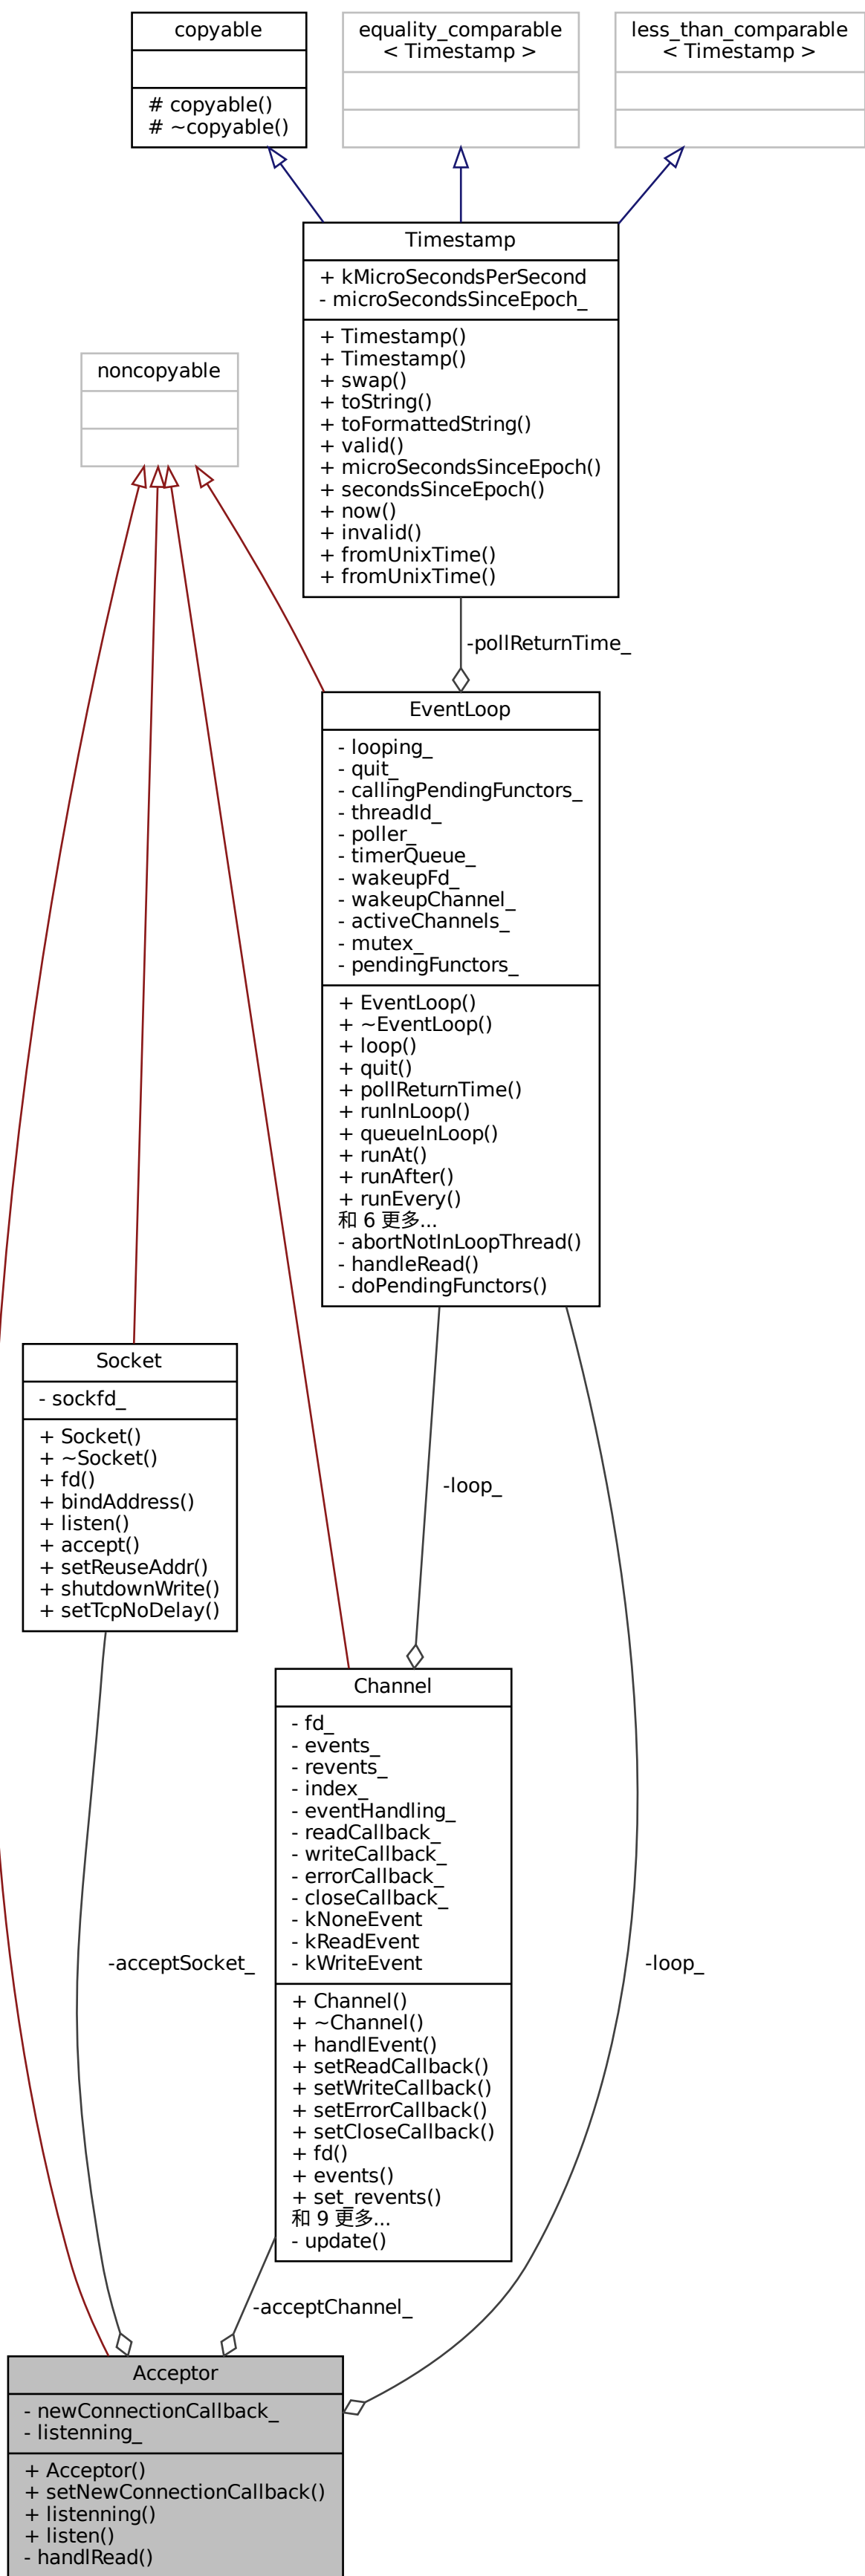 copyable
# copyable()
# ~copyable()
equality_comparable
< Timestamp >
less_than_comparable
< Timestamp >
Timestamp
+ kMicroSecondsPerSecond
- microSecondsSinceEpoch_
+ Timestamp()
+ Timestamp()
+ swap()
+ toString()
+ toFormattedString()
+ valid()
+ microSecondsSinceEpoch()
+ secondsSinceEpoch()
+ now()
+ invalid()
+ fromUnixTime()
+ fromUnixTime()
noncopyable
-pollReturnTime_
EventLoop
- looping_
- quit_
- callingPendingFunctors_
- threadId_
- poller_
- timerQueue_
- wakeupFd_
- wakeupChannel_
- activeChannels_
- mutex_
- pendingFunctors_
+ EventLoop()
+ ~EventLoop()
+ loop()
+ quit()
+ pollReturnTime()
+ runInLoop()
+ queueInLoop()
+ runAt()
+ runAfter()
+ runEvery()
和 6 更多...
- abortNotInLoopThread()
- handleRead()
- doPendingFunctors()
Socket
- sockfd_
+ Socket()
+ ~Socket()
+ fd()
+ bindAddress()
+ listen()
+ accept()
+ setReuseAddr()
+ shutdownWrite()
+ setTcpNoDelay()
-loop_
Channel
- fd_
- events_
- revents_
- index_
- eventHandling_
- readCallback_
- writeCallback_
- errorCallback_
- closeCallback_
- kNoneEvent
- kReadEvent
- kWriteEvent
+ Channel()
+ ~Channel()
+ handlEvent()
+ setReadCallback()
+ setWriteCallback()
+ setErrorCallback()
+ setCloseCallback()
+ fd()
+ events()
+ set_revents()
和 9 更多...
- update()
-acceptSocket_
-loop_
-acceptChannel_
Acceptor
- newConnectionCallback_
- listenning_
+ Acceptor()
+ setNewConnectionCallback()
+ listenning()
+ listen()
- handlRead()